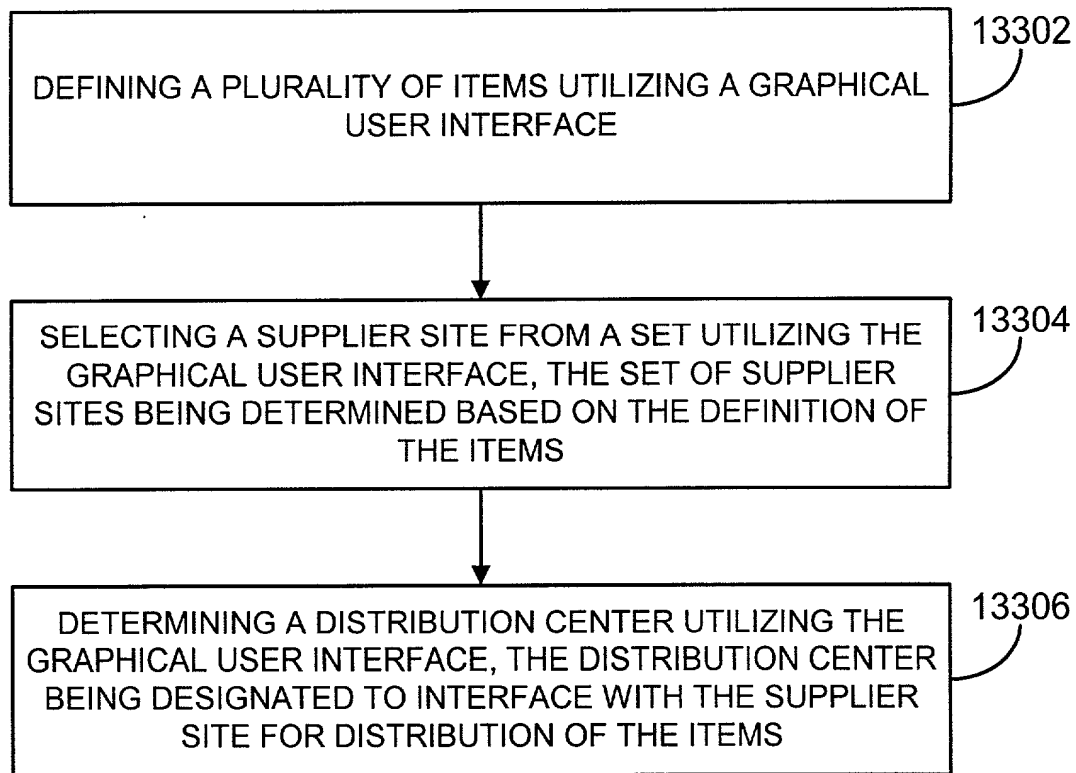 13302
DEFINING A PLURALITY OF ITEMS UTILIZING A GRAPHICAL
USER INTERFACE
13304
SELECTING A SUPPLIER SITE FROM A SET UTILIZING THE
GRAPHICAL USER INTERFACE, THE SET OF SUPPLIER
SITES BEING DETERMINED BASED ON THE DEFINITION OF
THE ITEMS
13306
DETERMINING A DISTRIBUTION CENTER UTILIZING THE
GRAPHICAL USER INTERFACE, THE DISTRIBUTION CENTER
BEING DESIGNATED TO INTERFACE WITH THE SUPPLIER
SITE FOR DISTRIBUTION OF THE ITEMS